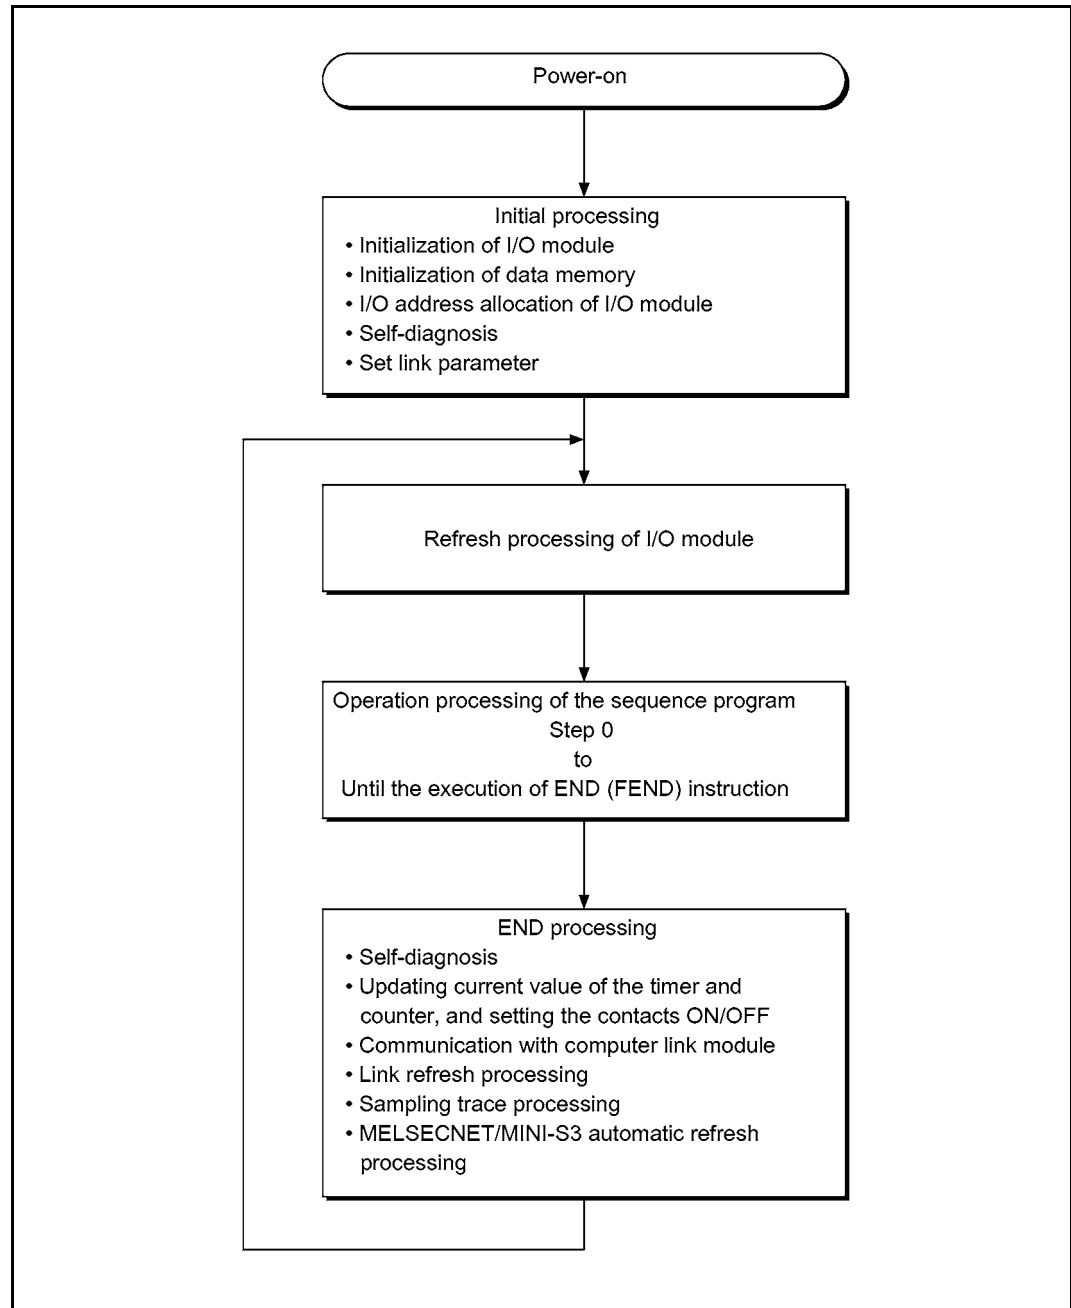 Power-on
Initial processing
• Initialization of I/O module
• Initialization of data memory
• I/O address allocation of I/O module
• Self-diagnosis
• Set link parameter
Refresh processing of I/O module
Operation processing of the sequence program
Step 0
to
Until the execution of END (FEND) instruction
END processing
• Self-diagnosis
• Updating current value of the timer and
counter, and setting the contacts ON/OFF
• Communication with computer link module
• Link refresh processing
• Sampling trace processing
• MELSECNET/MINI-S3 automatic refresh
processing